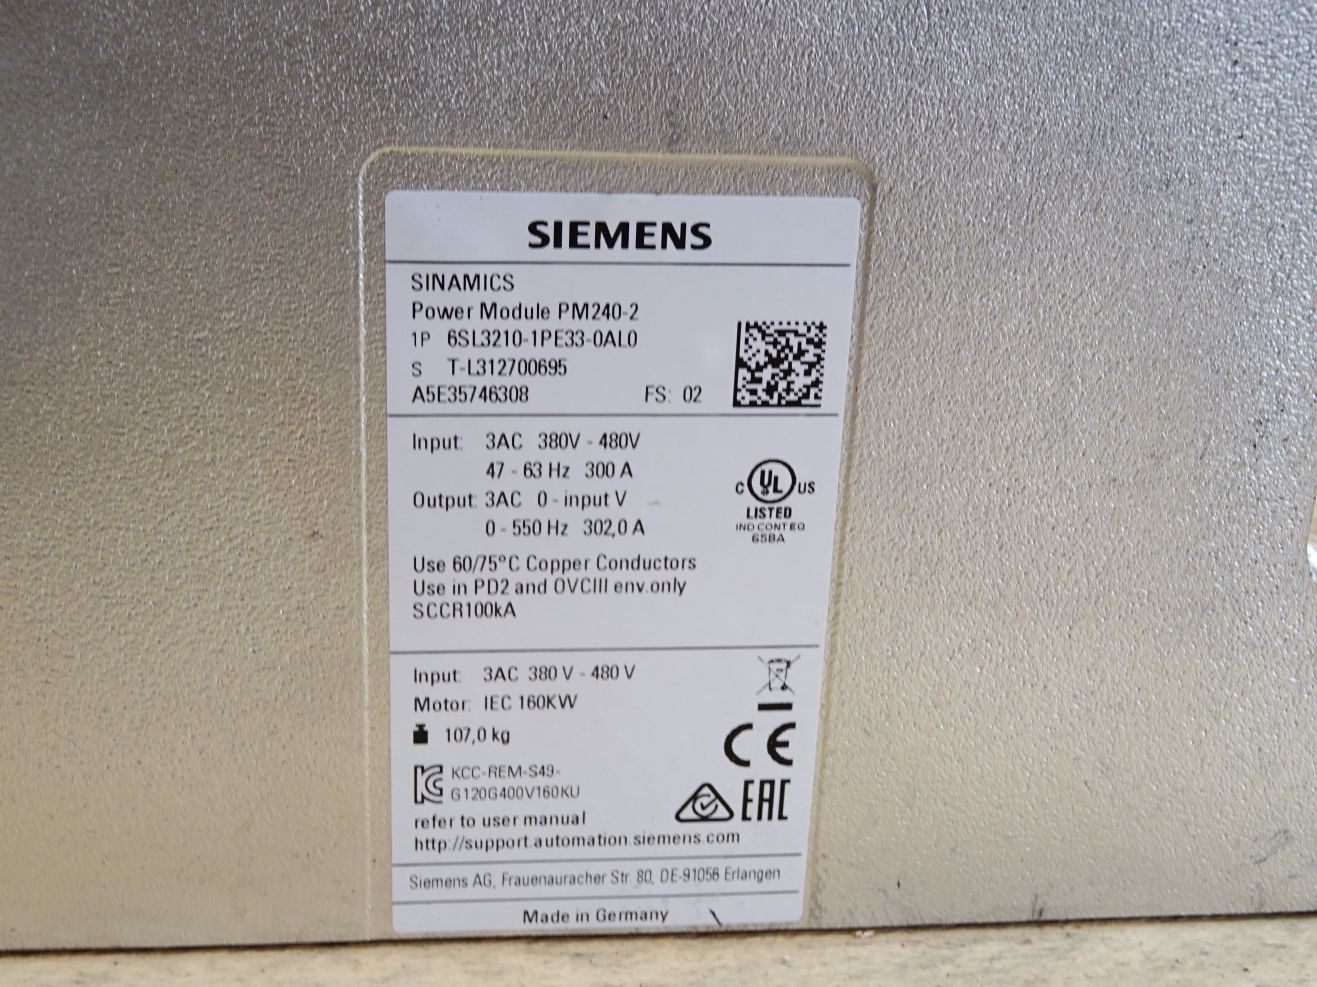 SIEMENS
SINAMICS
Power Module PM240-2
1P 6SL3210-1PE33-0AL0
S T-L312700695
A5E35746308 FS: 02
Input: 3AC 380V - 480V
47 - 63 Hz 300 A
Output: 3AC 0 - input V
0 - 550 Hz 302,0 A
C UL US
LISTED
IND CONT EQ
65BA
Use 60/75°C Copper Conductors
Use in PD2 and OVCIII env.only
SCCR100kA
Input: 3AC 380 V - 480 V
Motor: IEC 160KW
107,0 kg
CE
KCC-REM-S49-
G120G400V160KU
EAC
refer to user manual
http://support.automation.siemens.com
Siemens AG, Frauenauracher Str. 80, DE-91056 Erlangen
Made in Germany